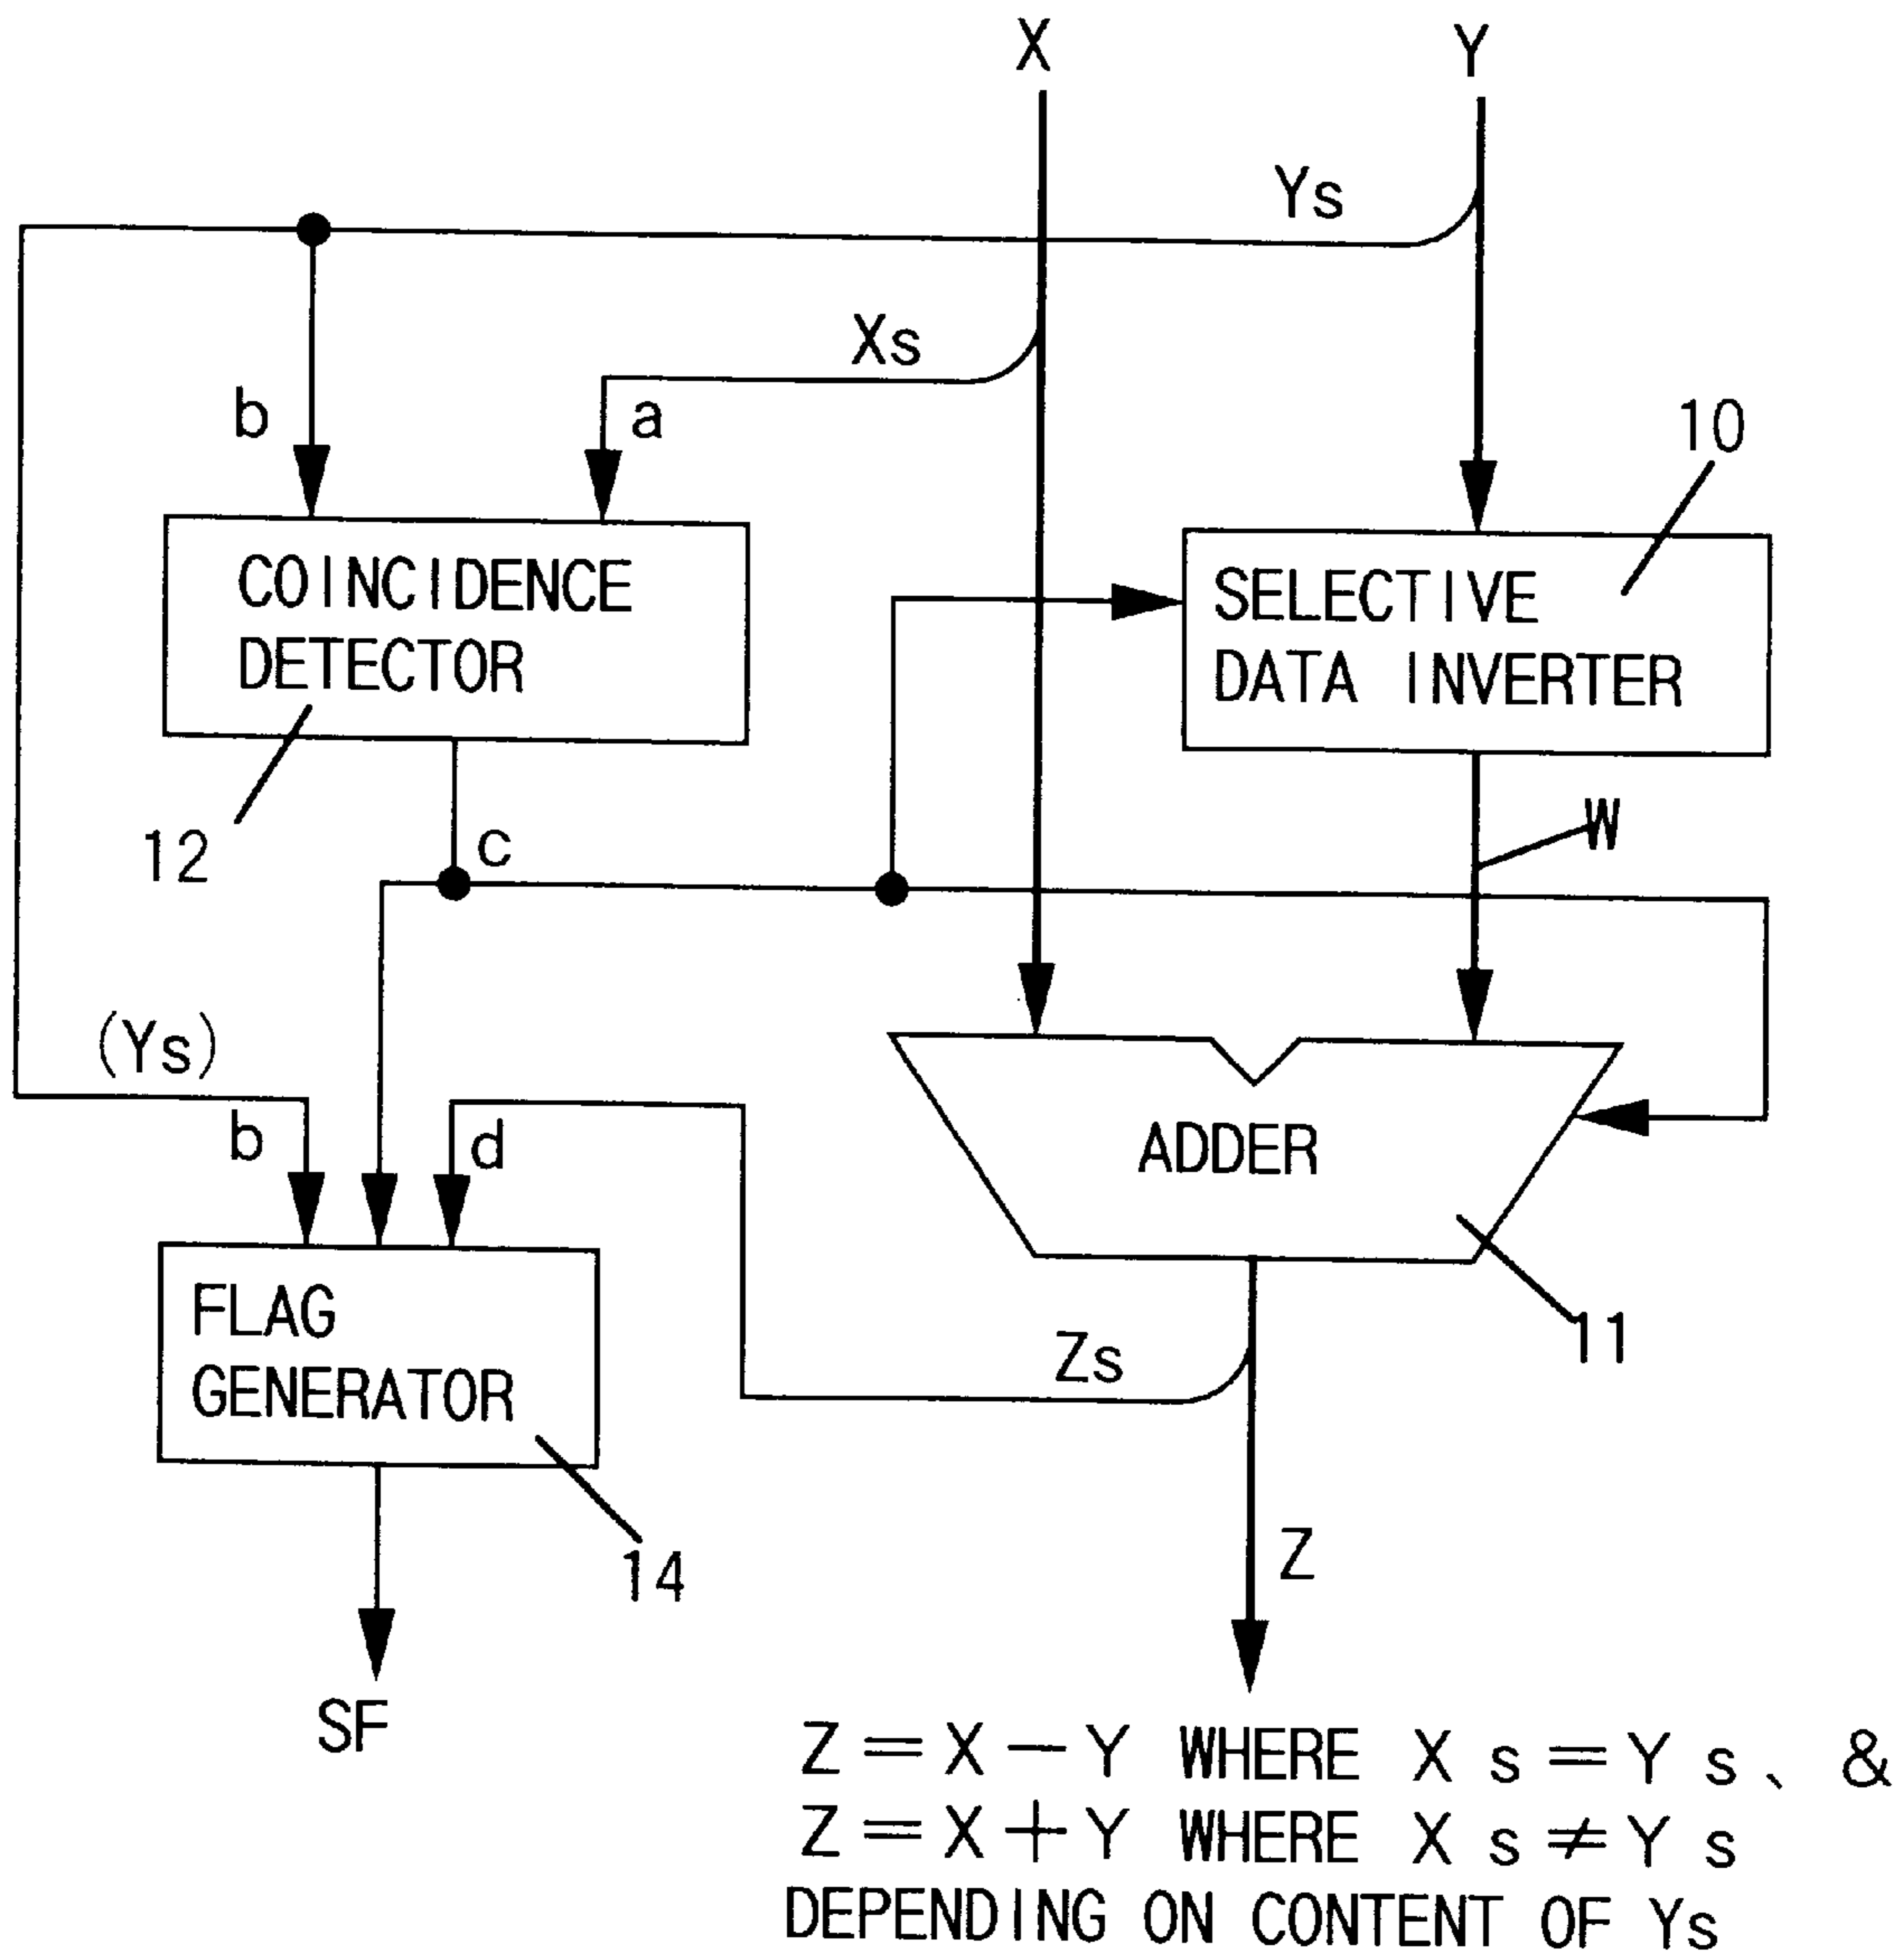 X
Y
Ys
Xs
b
a
10
COINCIDENCE
DETECTOR
SELECTIVE
DATA INVERTER
12
c
W
(Ys)
b
d
ADDER
FLAG
GENERATOR
Zs
11
14
Z
SF
Z=X−Y WHERE X s=Y s、&
Z=X+Y WHERE X s≠Y s
DEPENDING ON CONTENT OF Ys